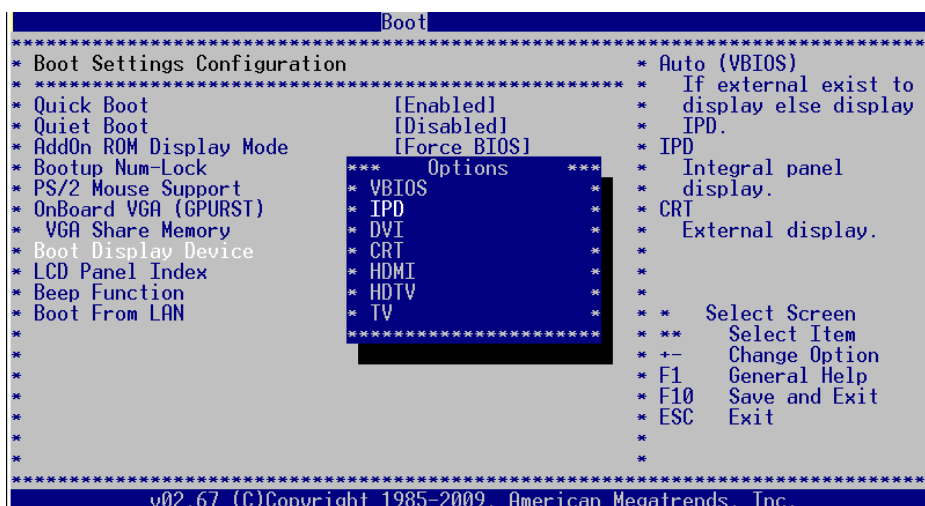 Boot
Boot Settings Configuration
Quick Boot [Enabled]
Quiet Boot [Disabled]
AddOn ROM Display Mode [Force BIOS]
Bootup Num-Lock
PS/2 Mouse Support
OnBoard VGA (GPURST)
VGA Share Memory
Boot Display Device
LCD Panel Index
Beep Function
Boot From LAN
*** Options ***
* VBIOS *
* IPD *
* DVI *
* CRT *
* HDMI *
* HDTV *
* TV *
* Auto (VBIOS)
* If external exist to
* display else display
* IPD.
* IPD
* Integral panel
* display.
* CRT
* External display.
* * Select Screen
* ** Select Item
* +- Change Option
* F1 General Help
* F10 Save and Exit
* ESC Exit
v02.67 (C)Copyright 1985-2009, American Megatrends, Inc.